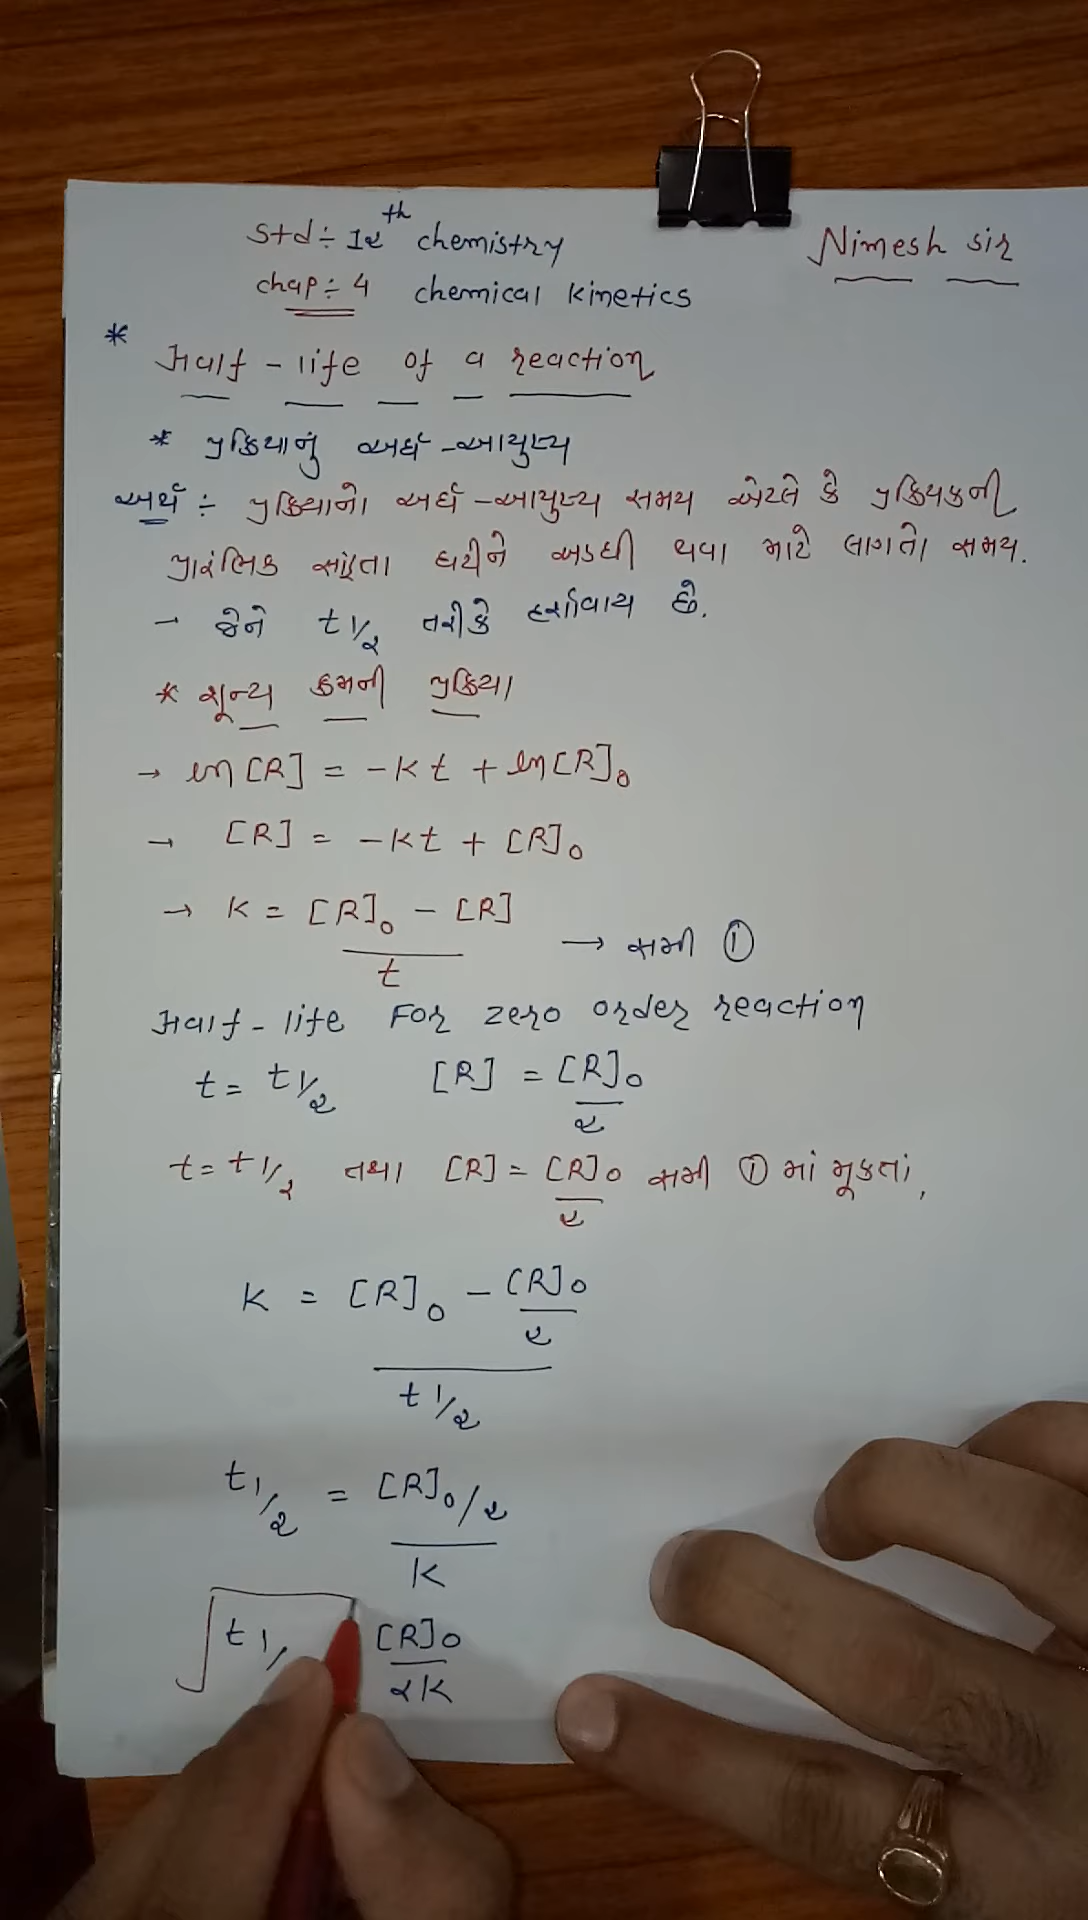 Std÷ 12th chemistry
Nimesh sir
chap÷ 4 chemical kinetics
* Half-life of a reaction
* પ્રક્રિયાનું અર્ધ-આયુષ્ય
અર્થ ÷ પ્રક્રિયાનો અર્ધ-આયુષ્ય સમય એટલે કે પ્રક્રિયકની
પ્રારંભિક સાંદ્રતા ઘટીને અડધી થવા માટે લાગતો સમય.
→ જેને t1/2 તરીકે દર્શાવાય છે.
* શૂન્ય ક્રમની પ્રક્રિયા
→ ln[R] = -kt + ln[R]0
→ [R] = -kt + [R]0
→ k = [R]0 - [R]
t
→ સમી ①
Half-life For zero order reaction
t = t1/2 [R] = [R]0
2
t = t1/2 તથા [R] = [R]0 સમી ① માં મૂકતાં,
2
k = [R]0 - [R]0
2
t1/2
t1/2 = [R]0/2
k
t1/ [R]0
2k